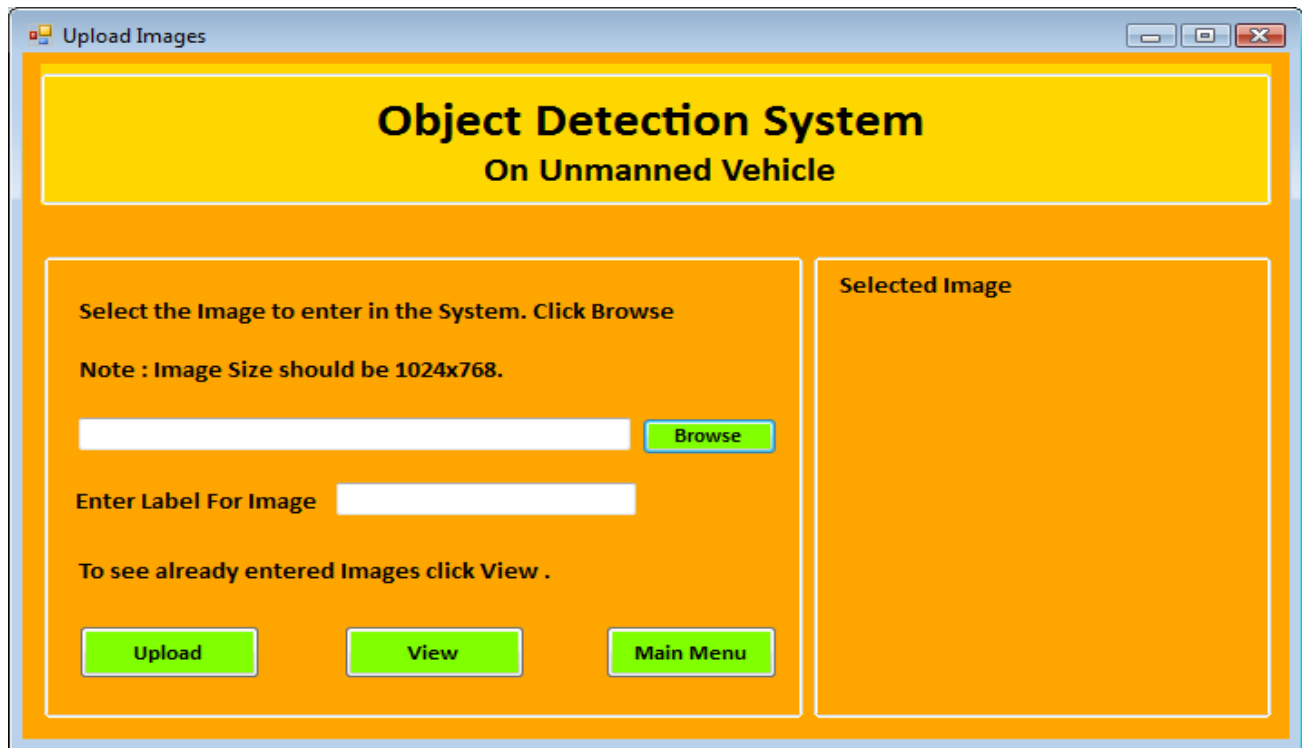 Upload Images
Object Detection System
On Unmanned Vehicle
Select the Image to enter in the System. Click Browse
Note : Image Size should be 1024x768.
Browse
Enter Label For Image
To see already entered Images click View .
Upload
View
Main Menu
Selected Image